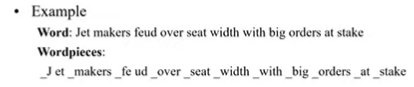 • Example
Word: Jet makers feud over seat width with big orders at stake
Wordpieces:
_J et _makers _fe ud _over _seat _width _with _big _orders _at _stake